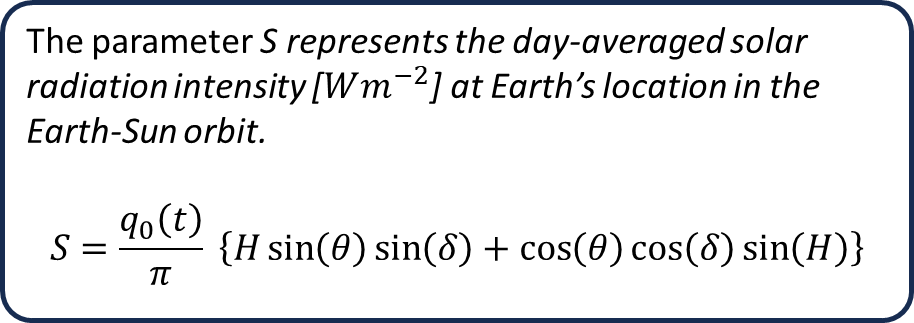 The parameter S represents the day-averaged solar
radiation intensity [Wm⁻²] at Earth’s location in the
Earth-Sun orbit.
S = q₀(t)/π {H sin(θ) sin(δ) + cos(θ) cos(δ) sin(H)}